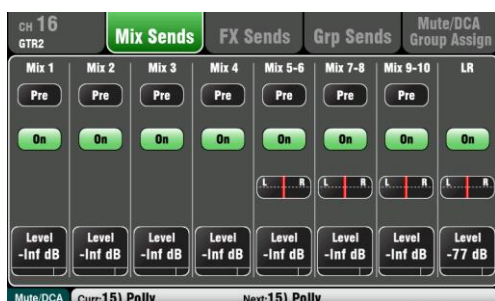 CH 16 Mix Sends FX Sends Grp Sends Mute/DCA
GTR2 Group Assign
Mix 1 Mix 2 Mix 3 Mix 4 Mix 5-6 Mix 7-8 Mix 9-10 LR
Pre Pre Pre Pre Pre Pre Pre
On On On On On On On On
L R L R L R L R
Level Level Level Level Level Level Level Level
-Inf dB -Inf dB -Inf dB -Inf dB -Inf dB -Inf dB -Inf dB -77 dB
Mute/DCA Curr:15) Polly Next:15) Polly